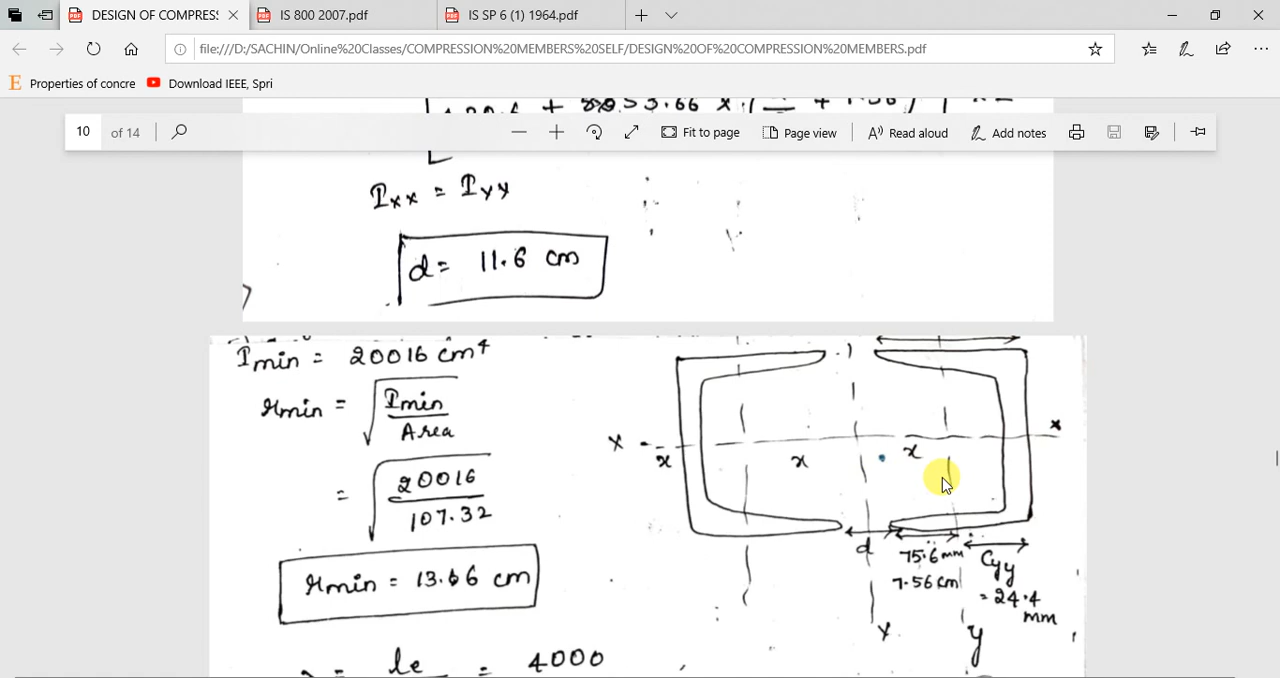 DESIGN OF COMPRESS
IS 800 2007.pdf
IS SP 6 (1) 1964.pdf
file:///D:/SACHIN/Online%20Classes/COMPRESSION%20MEMBERS%20SELF/DESIGN%20OF%20COMPRESSION%20MEMBERS.pdf
Properties of concre
Download IEEE, Spri
10 of 14
Fit to page
Page view
Read aloud
Add notes
Ixx = Iyy
d = 11.6 cm
Imin = 20016 cm⁴
rmin = √ Imin
Area
= √ 20016
107.32
rmin = 13.66 cm
le = 4000
X
x
x
x
x
d
75.6 mm
7.56 cm
Cyy
= 24.4
mm
Y
y